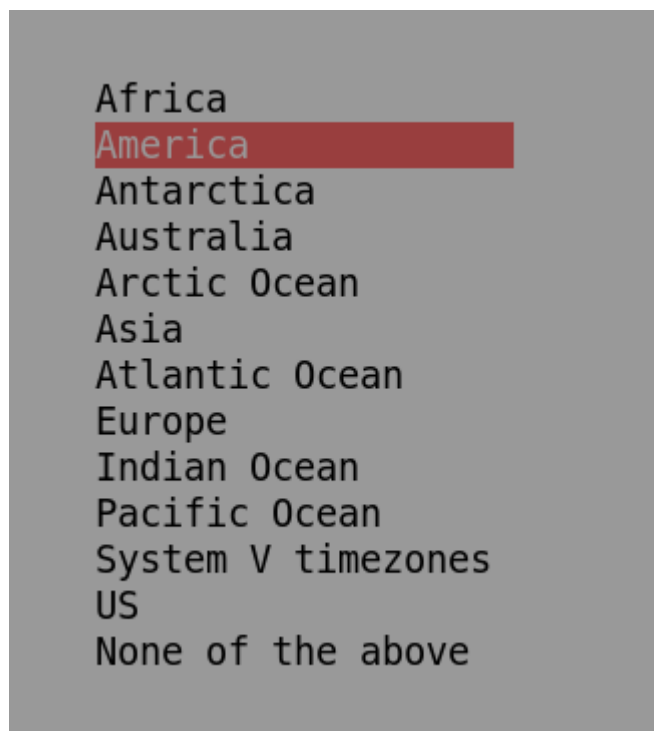 Africa
America
Antarctica
Australia
Arctic Ocean
Asia
Atlantic Ocean
Europe
Indian Ocean
Pacific Ocean
System V timezones
US
None of the above